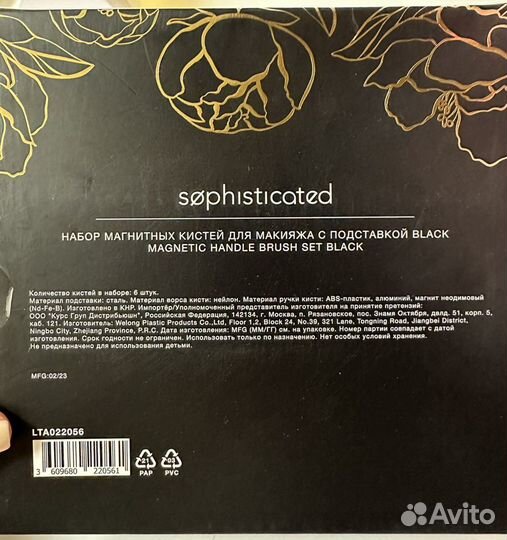 søphisticated
НАБОР МАГНИТНЫХ КИСТЕЙ ДЛЯ МАКИЯЖА С ПОДСТАВКОЙ BLACK
MAGNETIC HANDLE BRUSH SET BLACK
Количество кистей в наборе: 6 штук.
Материал подставки: сталь. Материал ворса кисти: нейлон. Материал ручки кисти: ABS-пластик, алюминий, магнит неодимовый
(Nd-Fe-B). Изготовлено в КНР. Импортёр/Уполномоченный представитель изготовителя на принятие претензий:
ООО "Курс Груп Дистрибьюшн", Российская Федерация, 142134, г. Москва, п. Рязановское, пос. Знамя Октября, двлд. 51, корп. 5,
каб. 121. Изготовитель: Welong Plastic Products Co.,Ltd, Floor 1,2, Block 24, No.39, 321 Lane, Tongning Road, Jiangbei District,
Ningbo City, Zhejiang Province, P.R.C. Дата изготовления: MFG (ММ/ГГ) см. на упаковке. Номер партии совпадает с датой
изготовления. Срок годности не ограничен. Использовать только по назначению. Нет особых условий хранения.
Не предназначено для использования детьми.
MFG:02/23
LTA022056
3 609680 220561
21
PAP
03
PVC
Avito